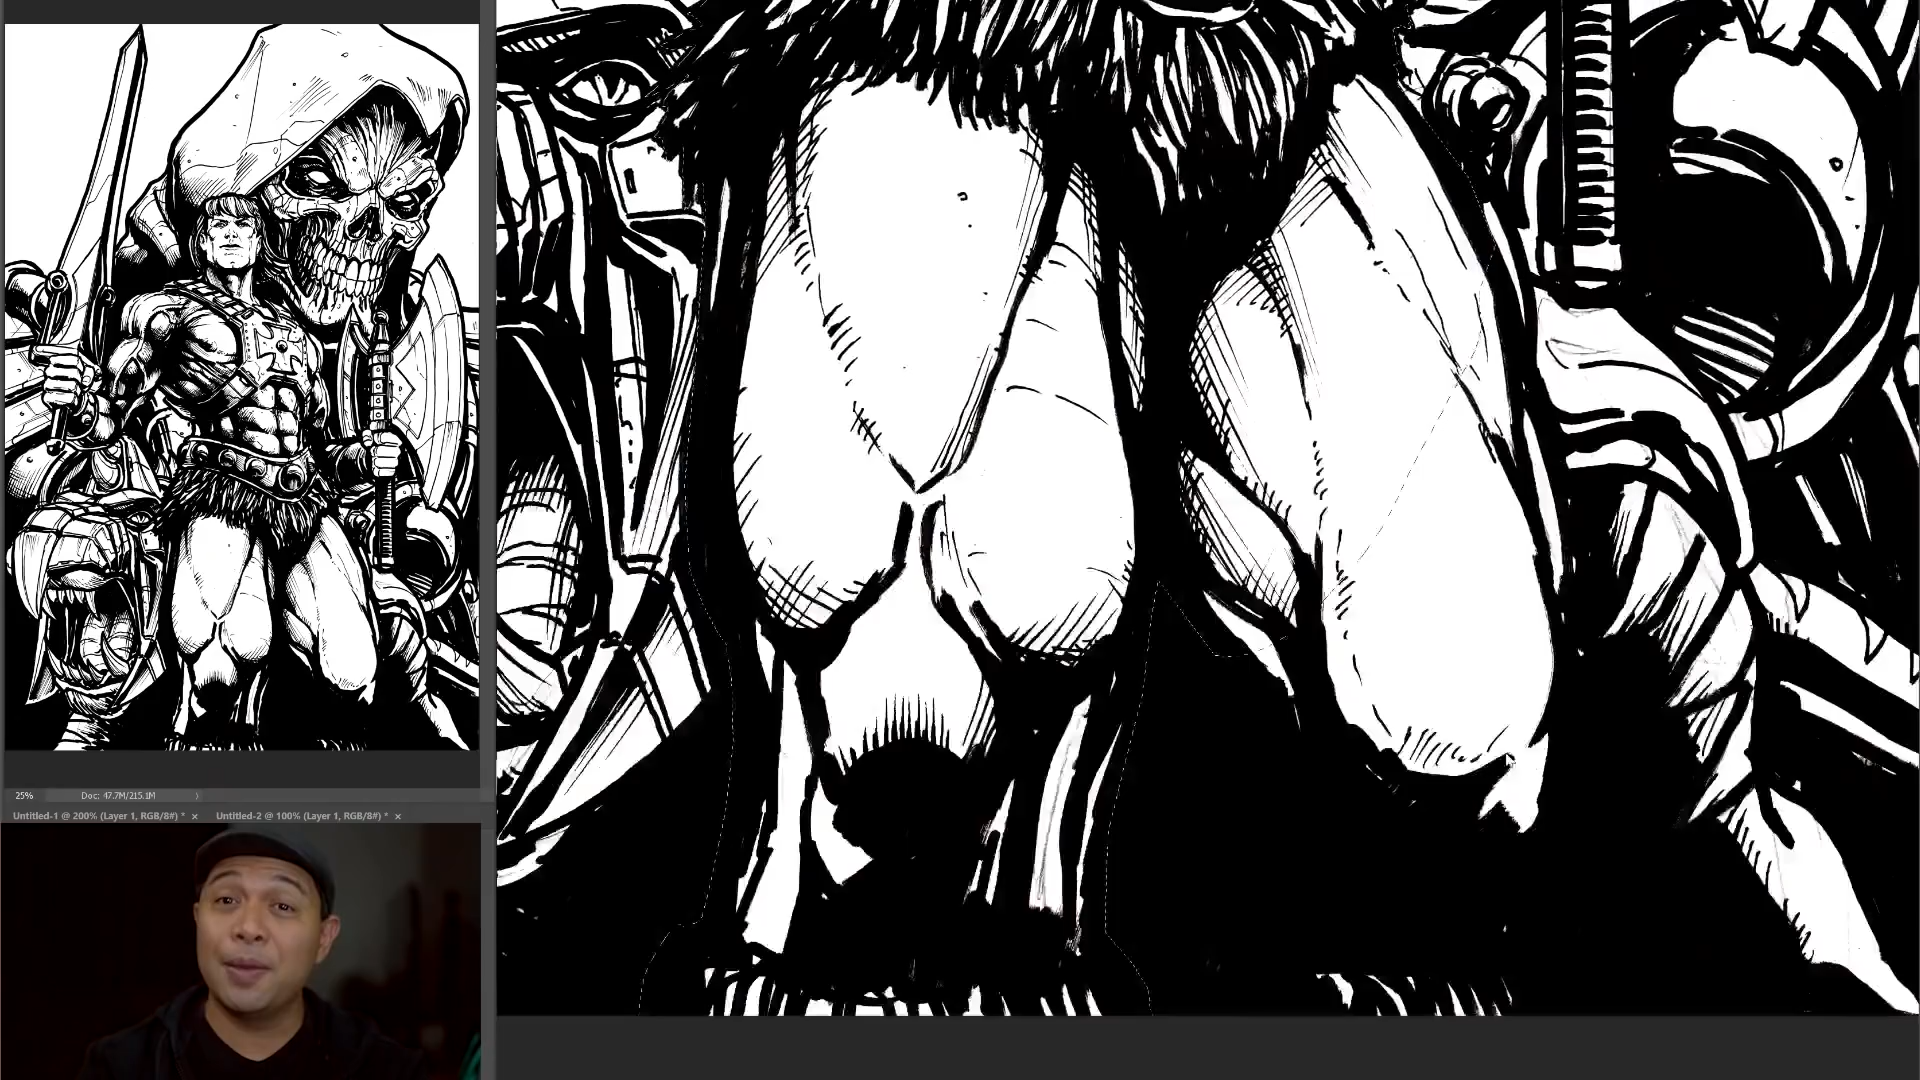 25% Doc: 47.7M/215.1M
Untitled-1 @ 200% (Layer 1, RGB/8#) * × Untitled-2 @ 100% (Layer 1, RGB/8#) * ×